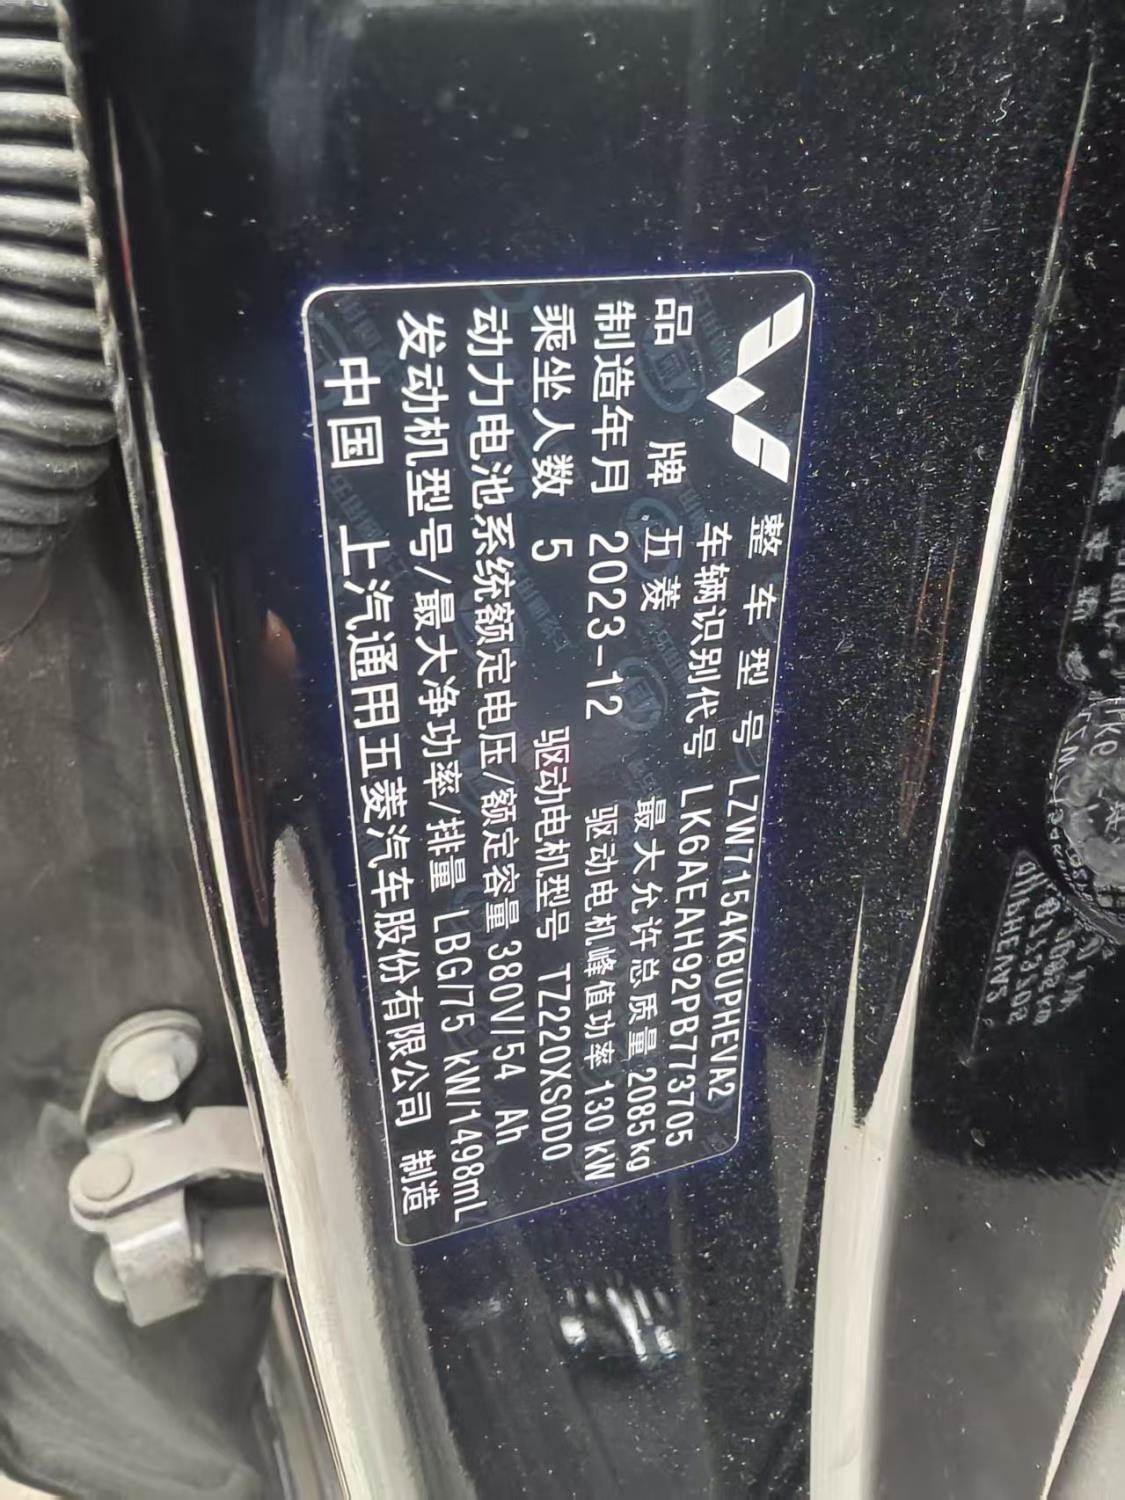 整车型号 LZW7154KBUPHEVA2
车辆识别代号 LK6AEAH92PB773705
品牌 五菱 最大允许总质量 2085kg
制造年月 2023-12 驱动电机峰值功率 130 kW
乘坐人数 5 驱动电机型号 TZ220XS0D0
动力电池系统额定电压/额定容量 380V/54 Ah
发动机型号/最大净功率/排量 LBG/75 kW/1498mL
中国 上汽通用五菱汽车股份有限公司 制造